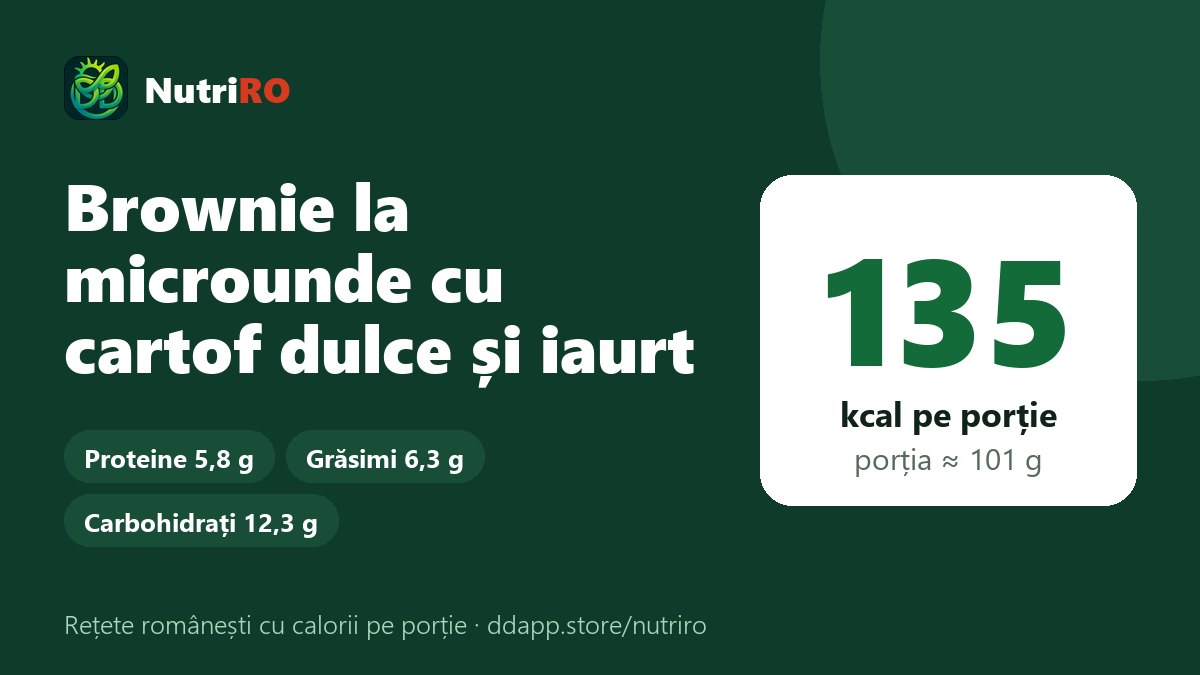 NutriRO
Brownie la
microunde cu
cartof dulce și iaurt
Proteine 5,8 g
Grăsimi 6,3 g
Carbohidrați 12,3 g
135
kcal pe porție
porția ≈ 101 g
Rețete românești cu calorii pe porție · ddapp.store/nutriro